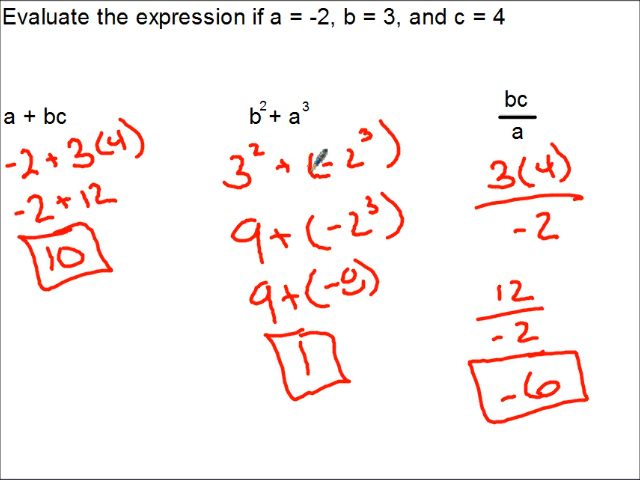 Evaluate the expression if a = -2, b = 3, and c = 4
a + bc
-2 + 3(4)
-2 + 12
10
b² + a³
3² + (-2³)
9 + (-2³)
9 + (-8)
1
bc
a
3(4)
-2
12
-2
-6